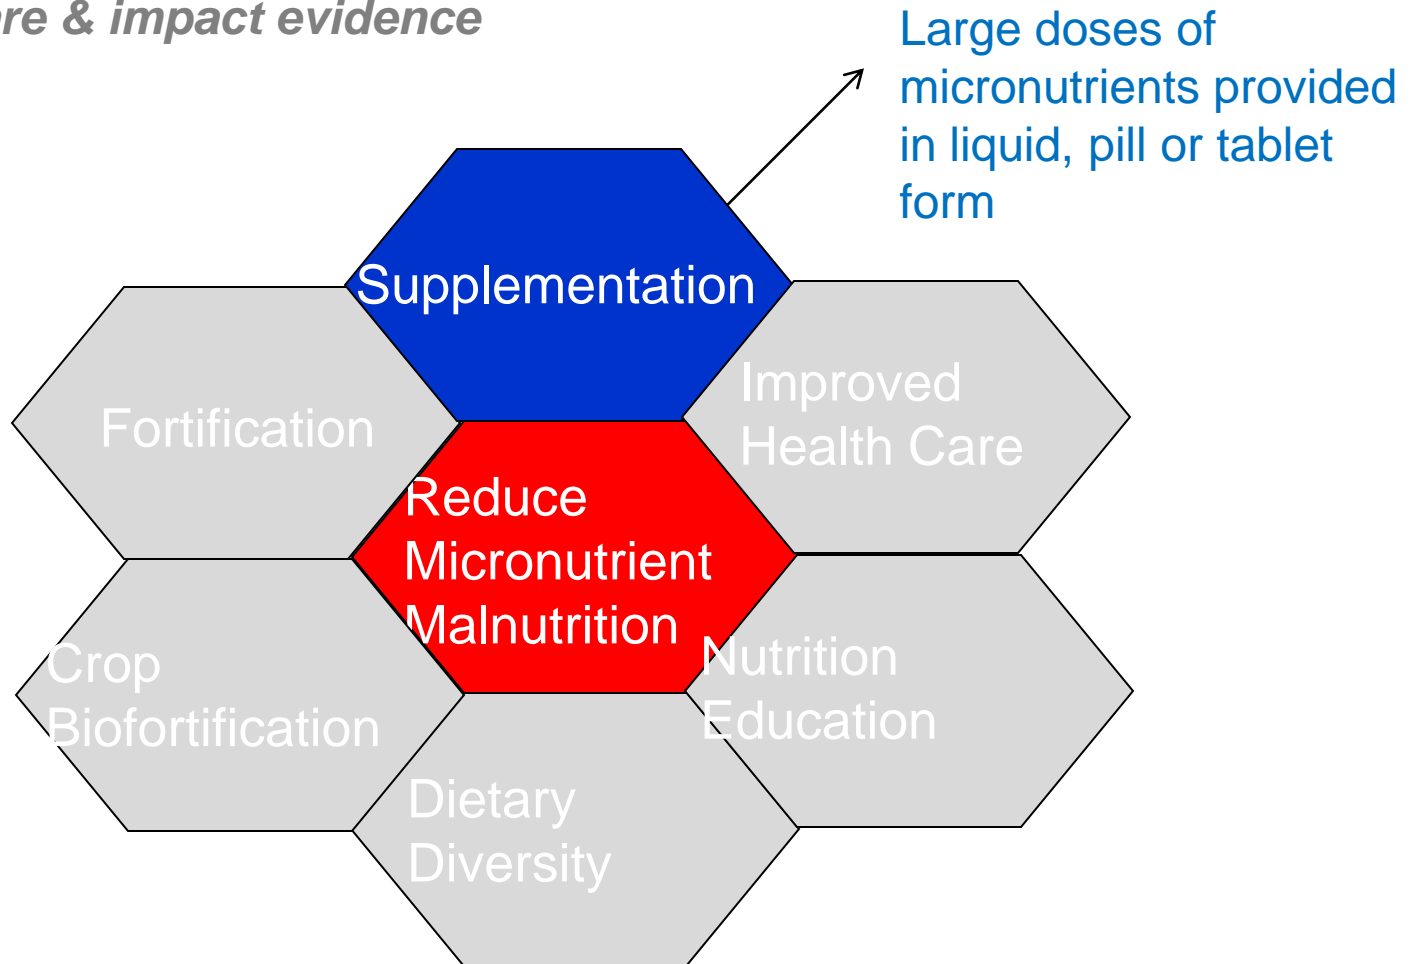 & impact evidence
Large doses of
micronutrients provided
in liquid, pill or tablet
form
Supplementation
Improved
Health Care
Fortification
Reduce
Micronutrient
Malnutrition
Nutrition
Education
Crop
Biofortification
Dietary
Diversity